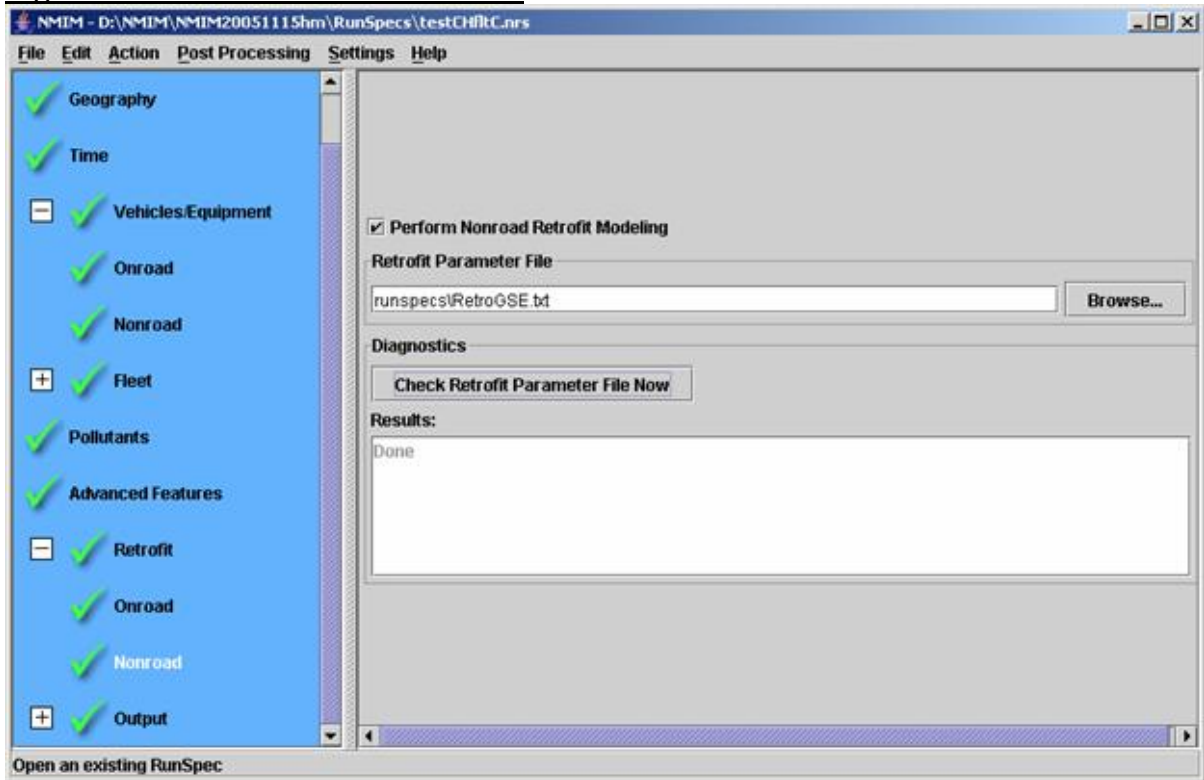 NMIM - D:\NMIM\NMIM20051115hm\RunSpecs\testCHfltC.nrs
File Edit Action Post Processing Settings Help
Geography
Time
Vehicles/Equipment
Onroad
Nonroad
Fleet
Pollutants
Advanced Features
Retrofit
Onroad
Nonroad
Output
Perform Nonroad Retrofit Modeling
Retrofit Parameter File
runspecs\RetroGSE.txt
Browse...
Diagnostics
Check Retrofit Parameter File Now
Results:
Done
Open an existing RunSpec